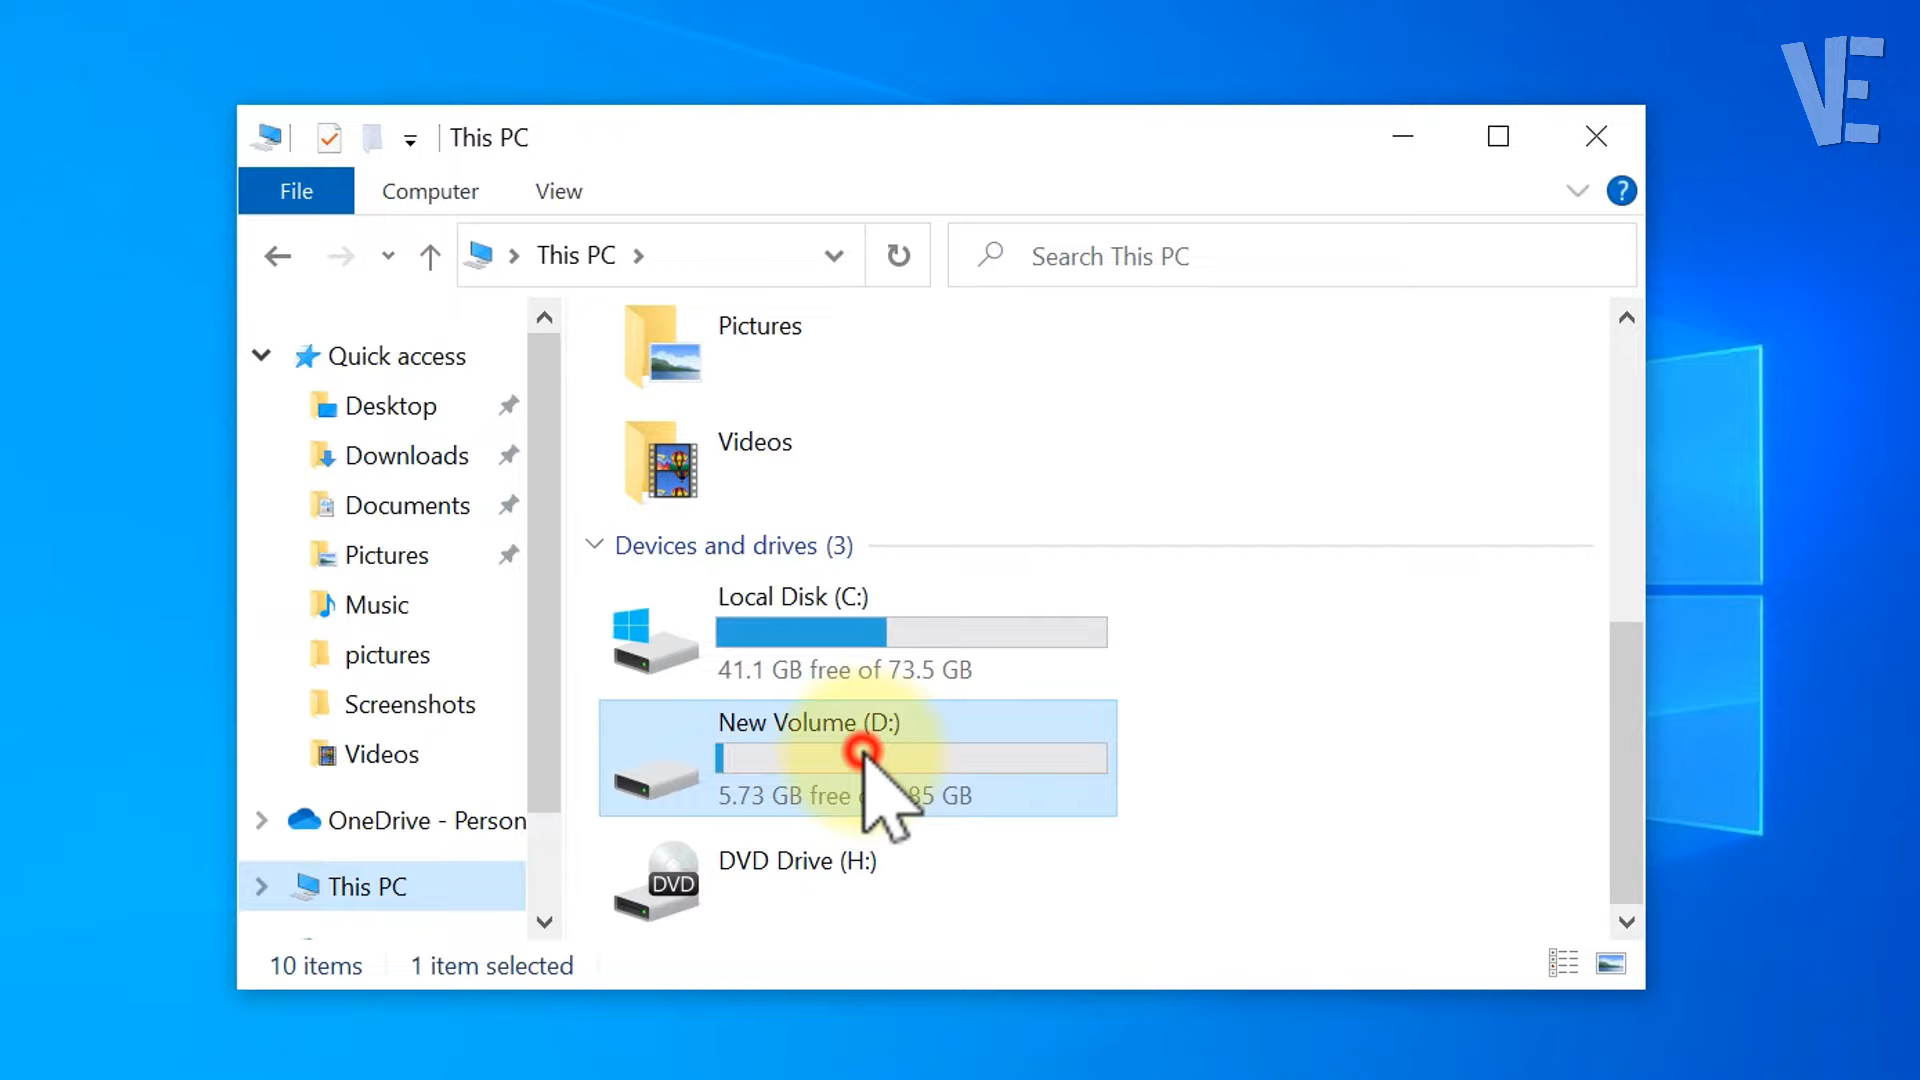 VE
This PC
File
Computer
View
?
This PC
Search This PC
Quick access
Desktop
Downloads
Documents
Pictures
Music
pictures
Screenshots
Videos
OneDrive - Person
This PC
Pictures
Videos
Devices and drives (3)
Local Disk (C:)
41.1 GB free of 73.5 GB
New Volume (D:)
5.73 GB free 85 GB
DVD Drive (H:)
DVD
10 items
1 item selected